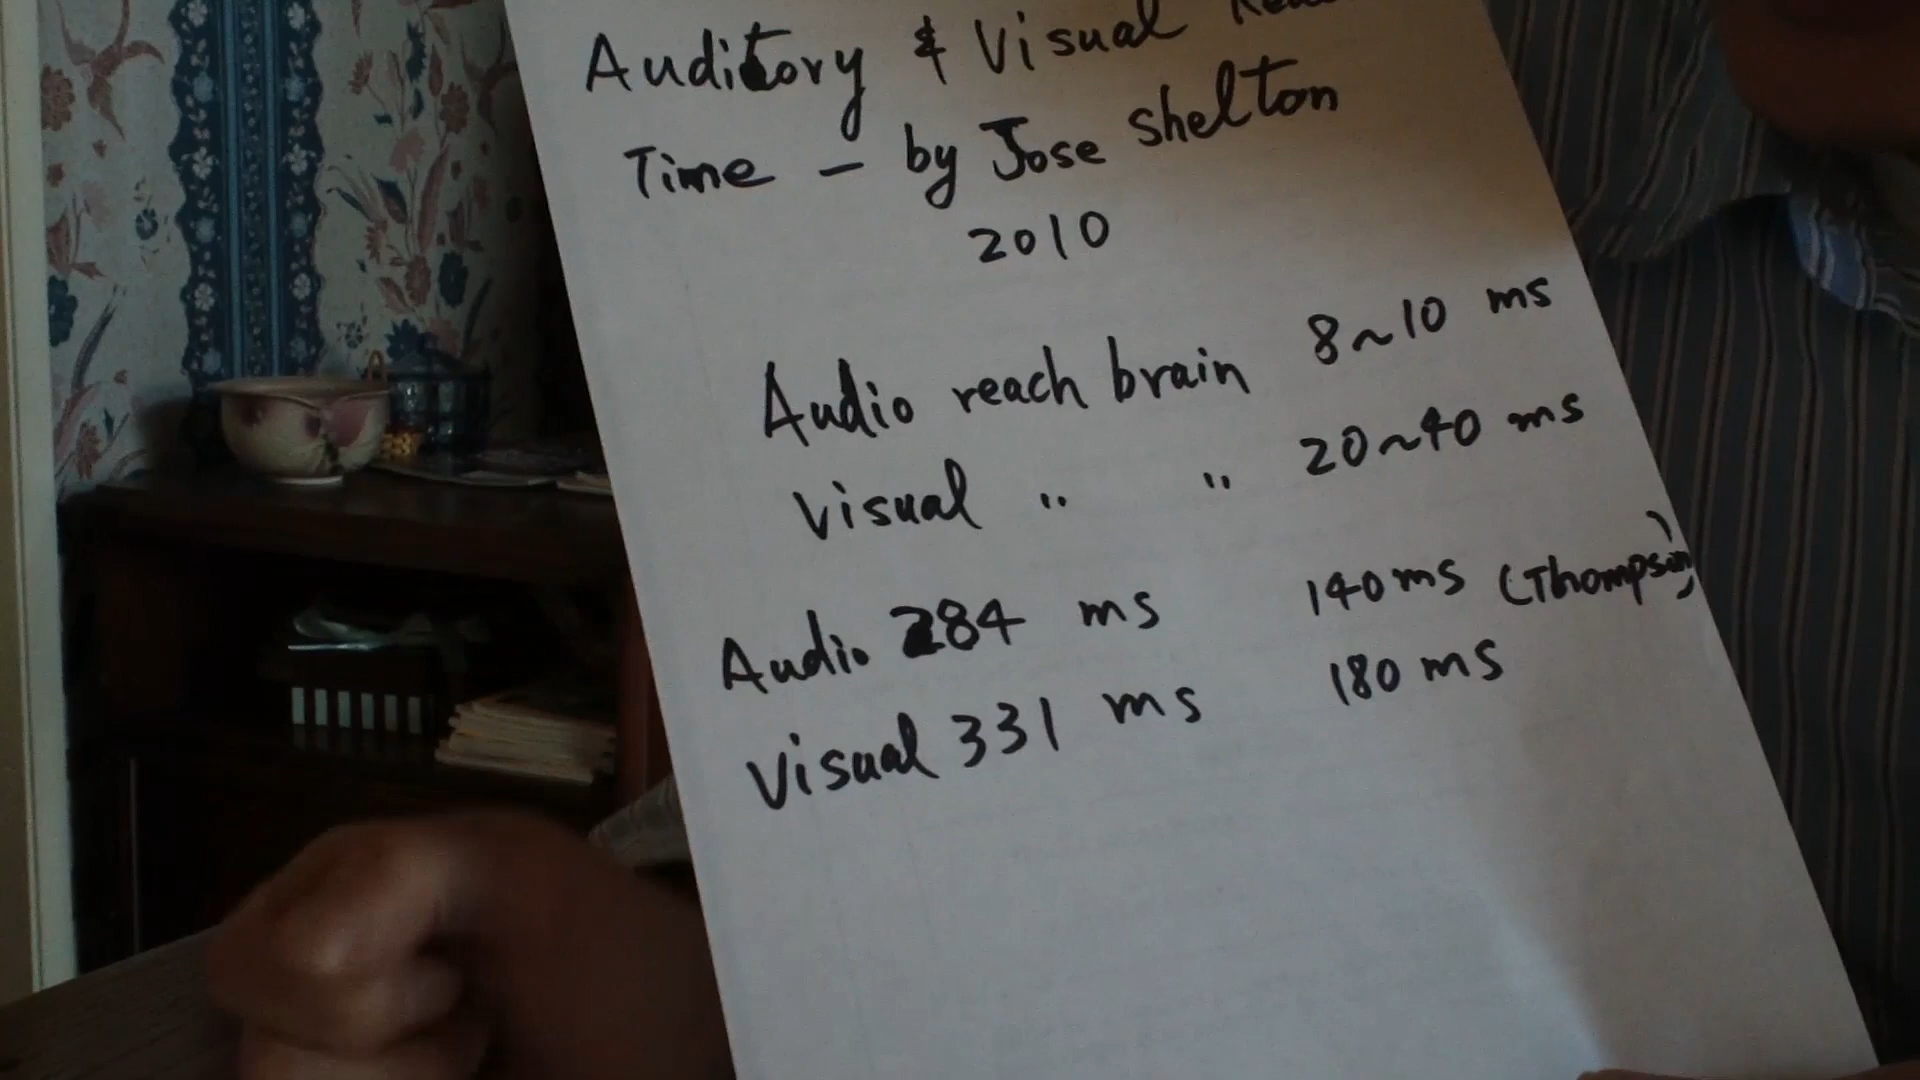 Auditory & Visual
Time - by Jose Shelton
2010
Audio reach brain 8~10 ms
Visual " " 20~40 ms
Audio 284 ms 140 ms (Thompson)
Visual 331 ms 180 ms